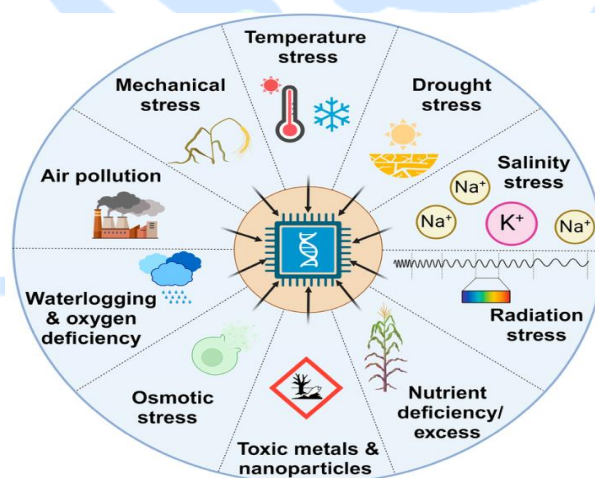 Temperature
stress
Drought
stress
Salinity
stress
Na⁺
Na⁺
K⁺
Na⁺
Radiation
stress
Nutrient
deficiency/
excess
Toxic metals &
nanoparticles
Osmotic
stress
Waterlogging
& oxygen
deficiency
Air pollution
Mechanical
stress